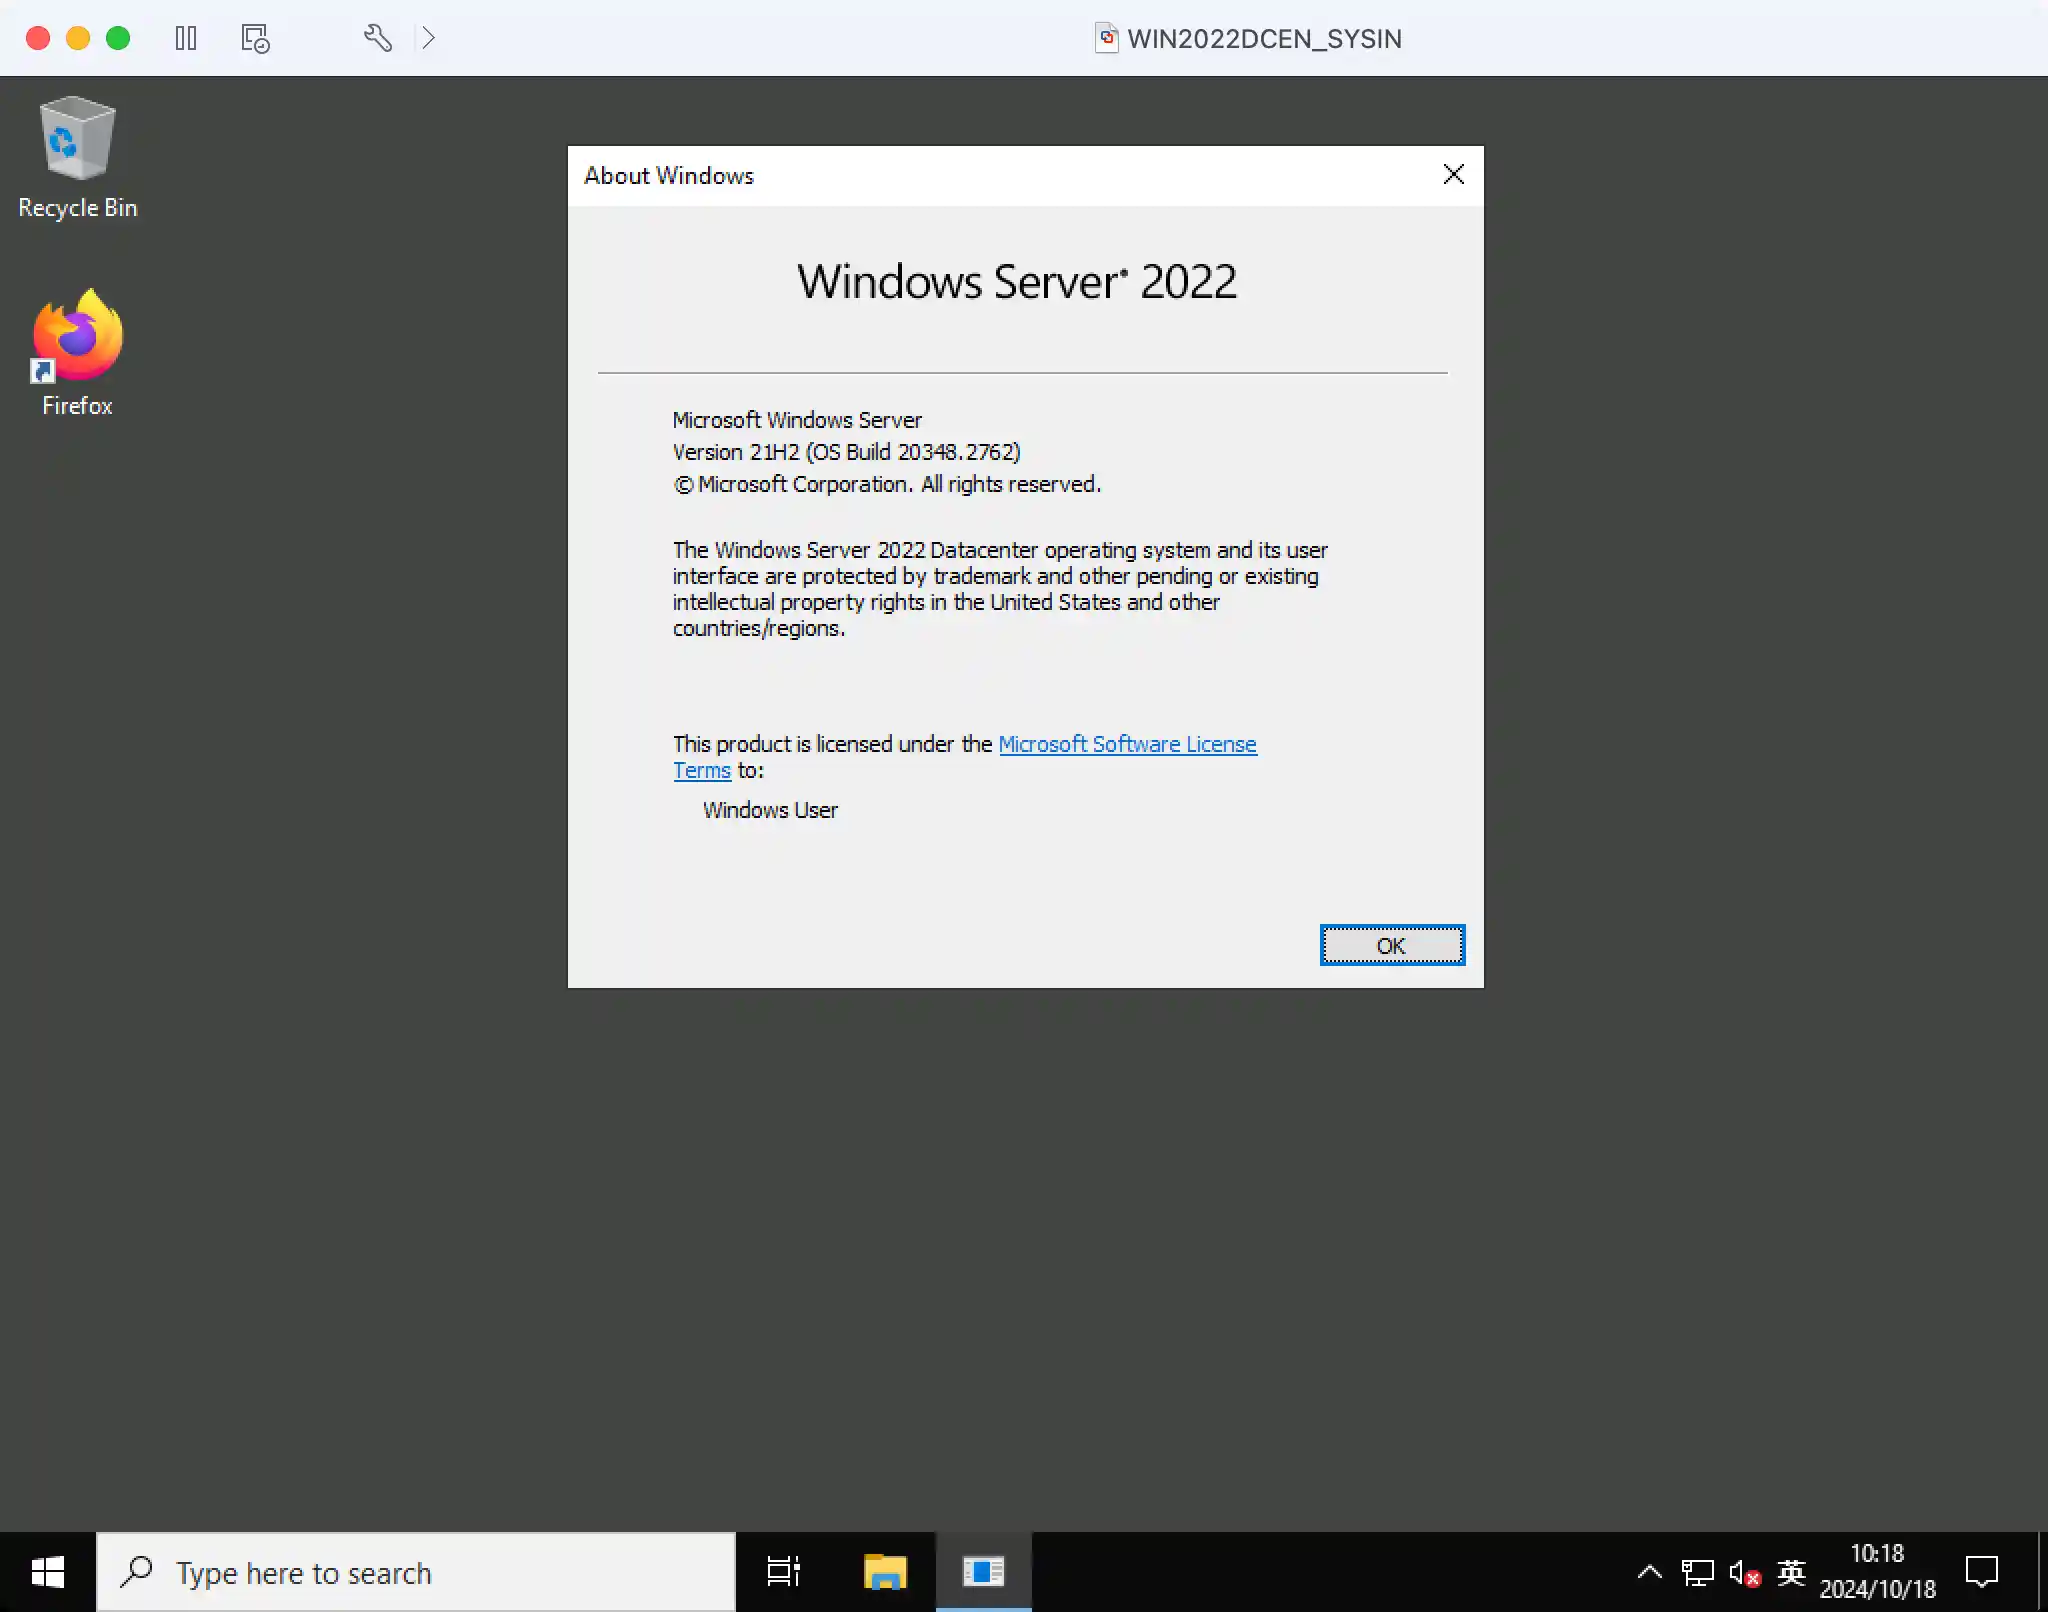 WIN2022DCEN_SYSIN
Recycle Bin
Firefox
About Windows
Windows Server® 2022
Microsoft Windows Server
Version 21H2 (OS Build 20348.2762)
© Microsoft Corporation. All rights reserved.
The Windows Server 2022 Datacenter operating system and its user
interface are protected by trademark and other pending or existing
intellectual property rights in the United States and other
countries/regions.
This product is licensed under the Microsoft Software License
Terms to:
Windows User
OK
Type here to search
英
10:18
2024/10/18